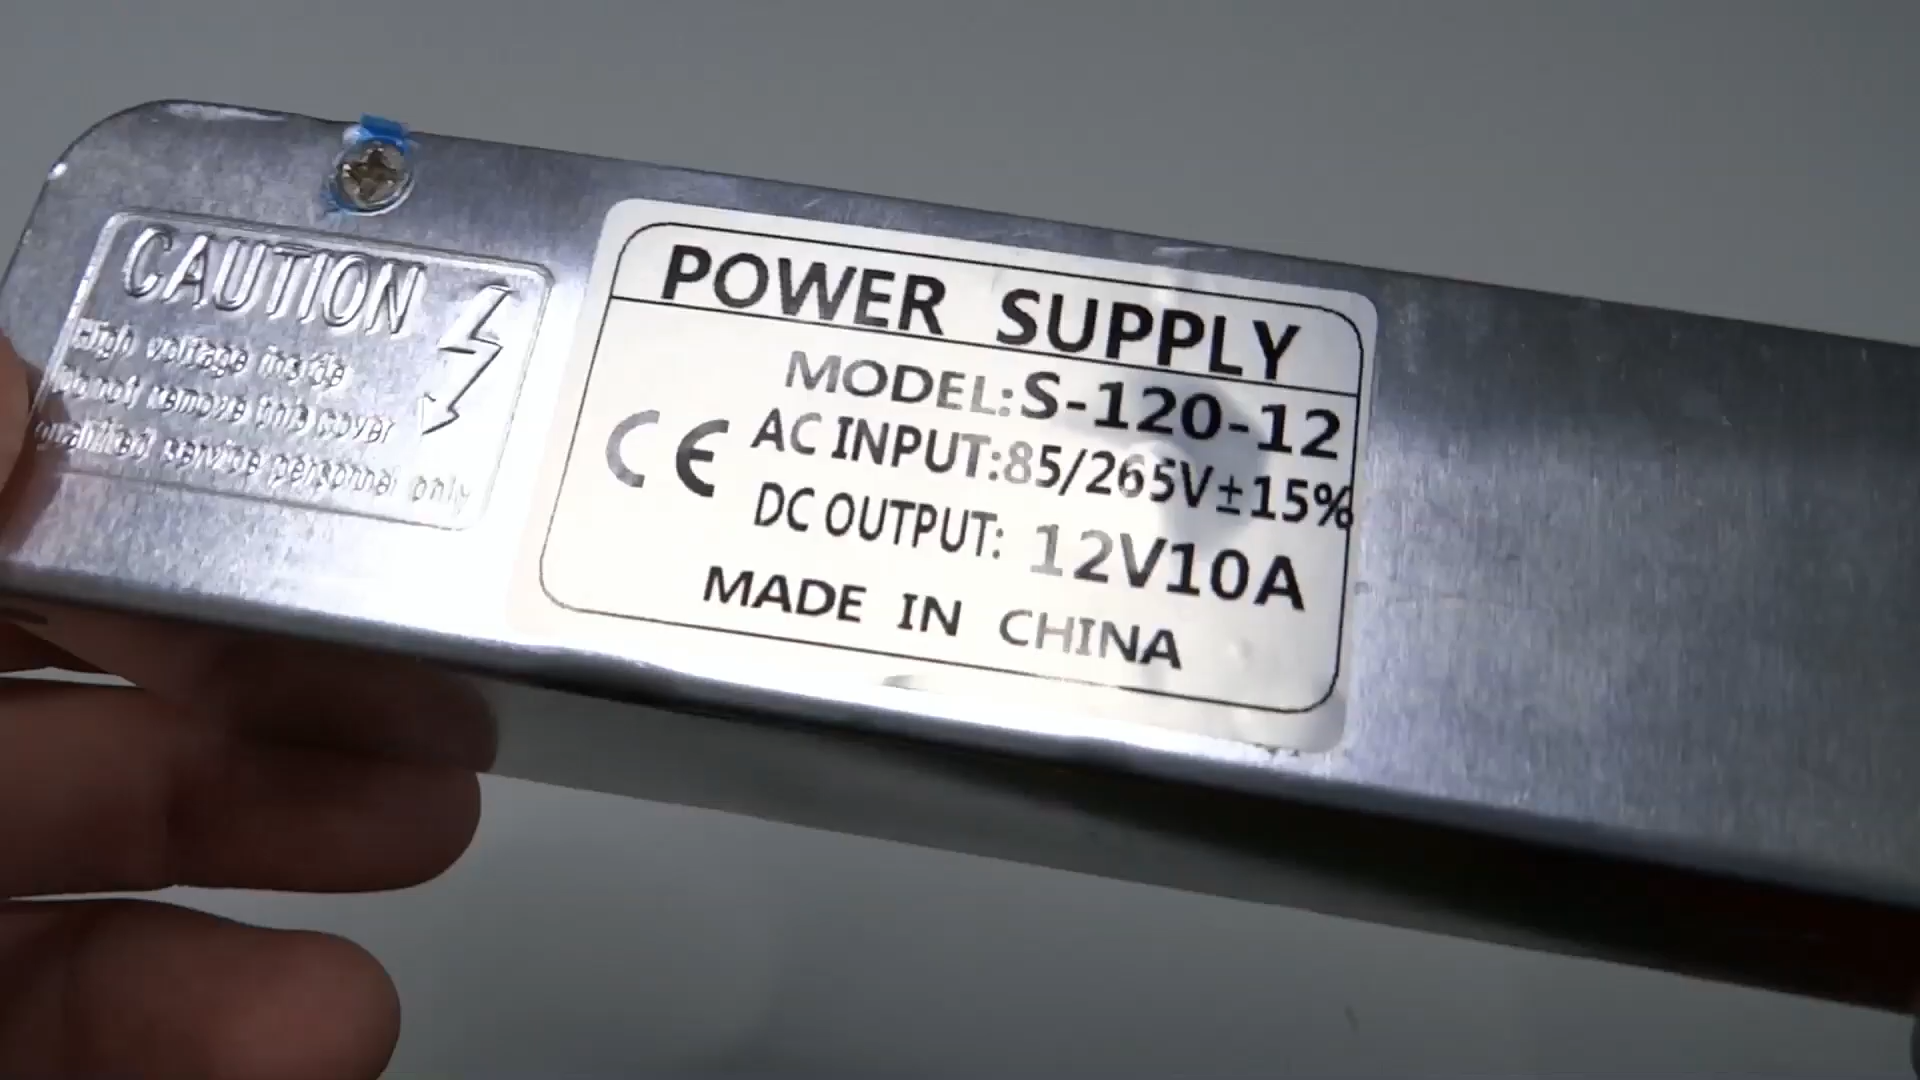 CAUTION
High voltage inside
Do not remove this cover
qualified service personnel only
POWER SUPPLY
MODEL:S-120-12
CE
AC INPUT:85/265V±15%
DC OUTPUT: 12V10A
MADE IN CHINA